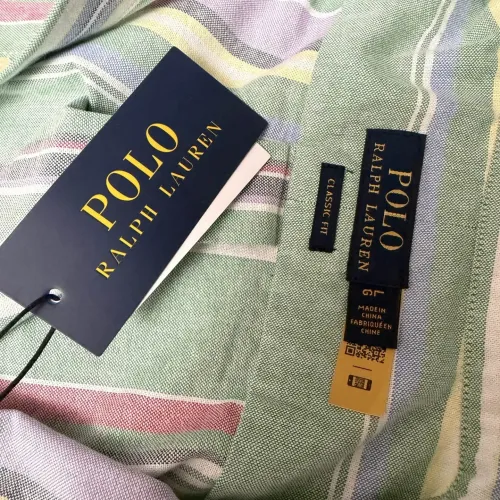 POLO
RALPH LAUREN
CLASSIC FIT
POLO
RALPH LAUREN
L
G
MADE IN
CHINA
FABRIQUÉ EN
CHINE